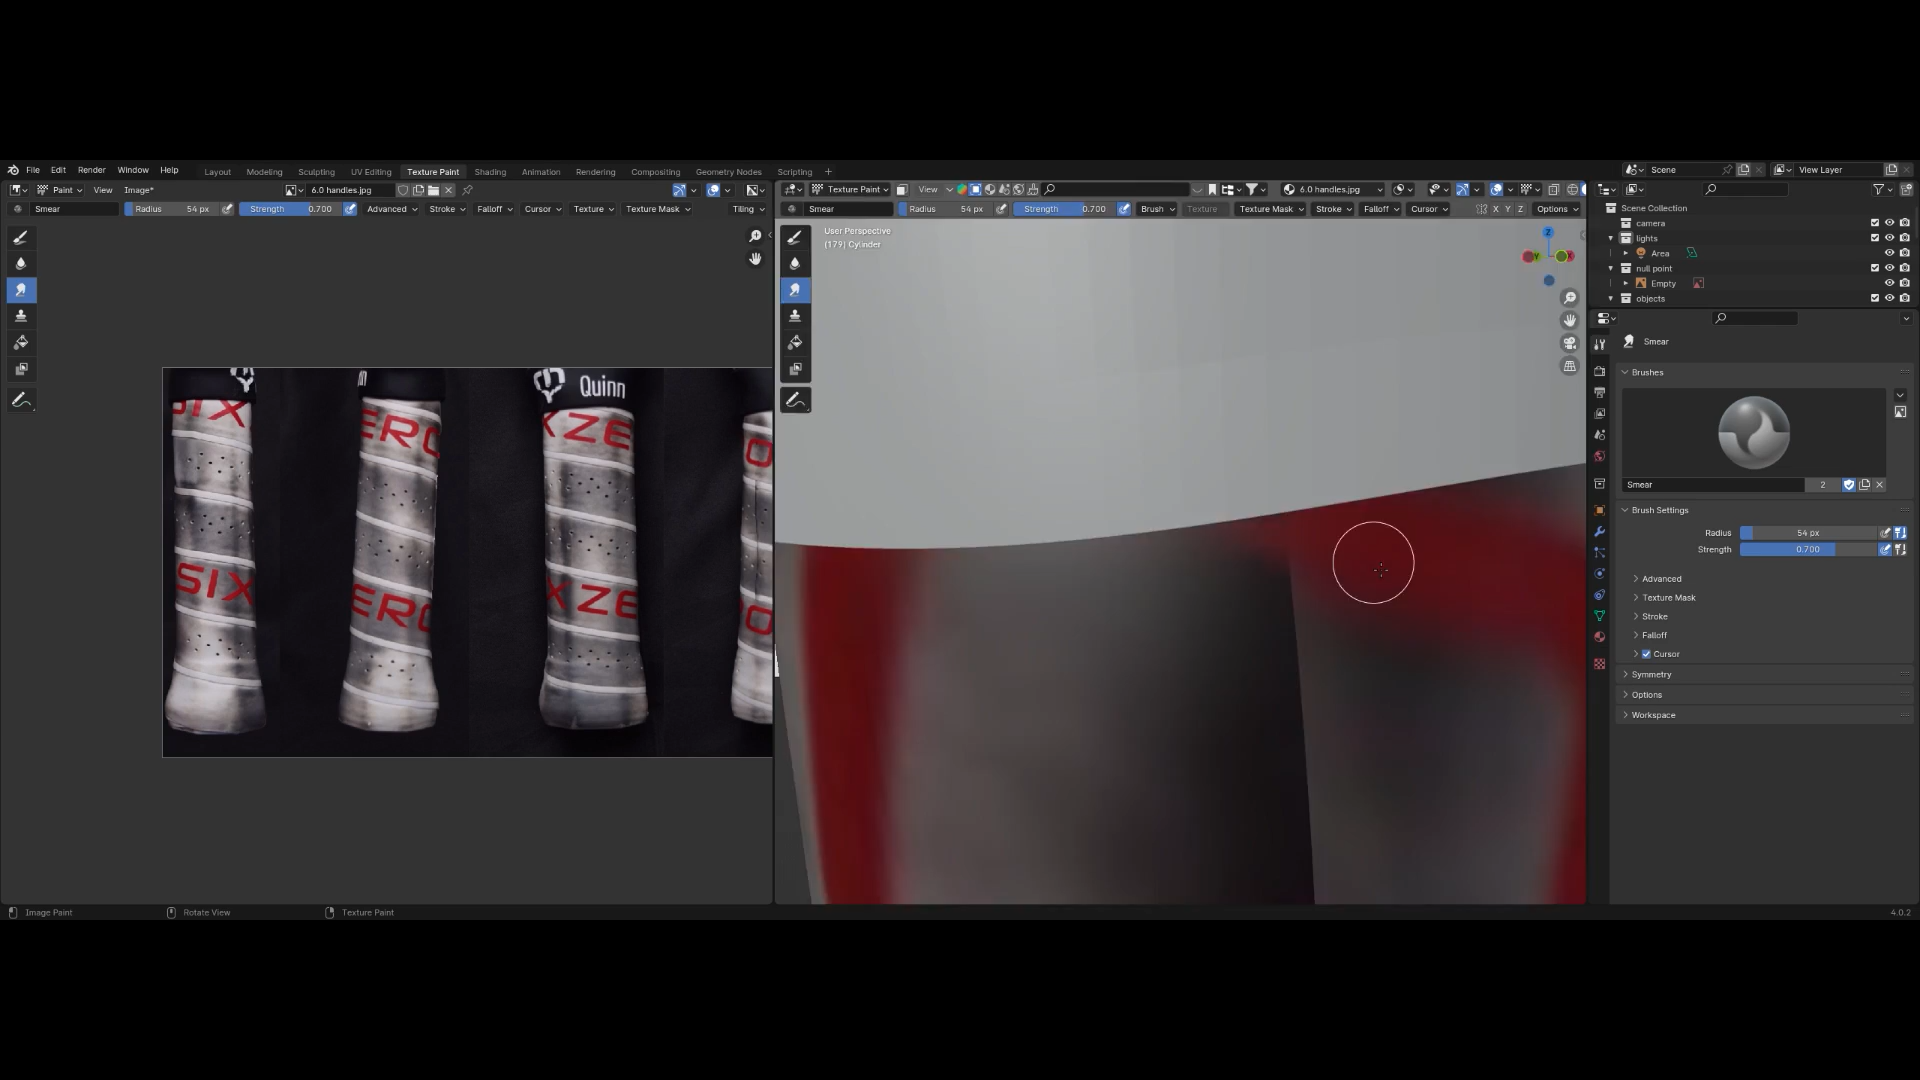 File Edit Render Window Help Layout Modeling Sculpting UV Editing Texture Paint Shading Animation Rendering Compositing Geometry Nodes Scripting + Scene View Layer
Paint View Image* 6.0 handles.jpg Texture Paint View 6.0 handles.jpg
Smear Radius 54 px Strength 0.700 Advanced Stroke Falloff Cursor Texture Texture Mask Tiling Smear Radius 54 px Strength 0.700 Brush Texture Texture Mask Stroke Falloff Cursor X Y Z Options
User Perspective
(179) Cylinder
Z
Y
X
Scene Collection
camera
lights
Area
null point
Empty
objects
Smear
Brushes
Smear 2
Brush Settings
Radius 54 px
Strength 0.700
Advanced
Texture Mask
Stroke
Falloff
Cursor
Symmetry
Options
Workspace
Quinn
SIX ERO XZE O
SIX ERO XZE O
Image Paint Rotate View Texture Paint 4.0.2